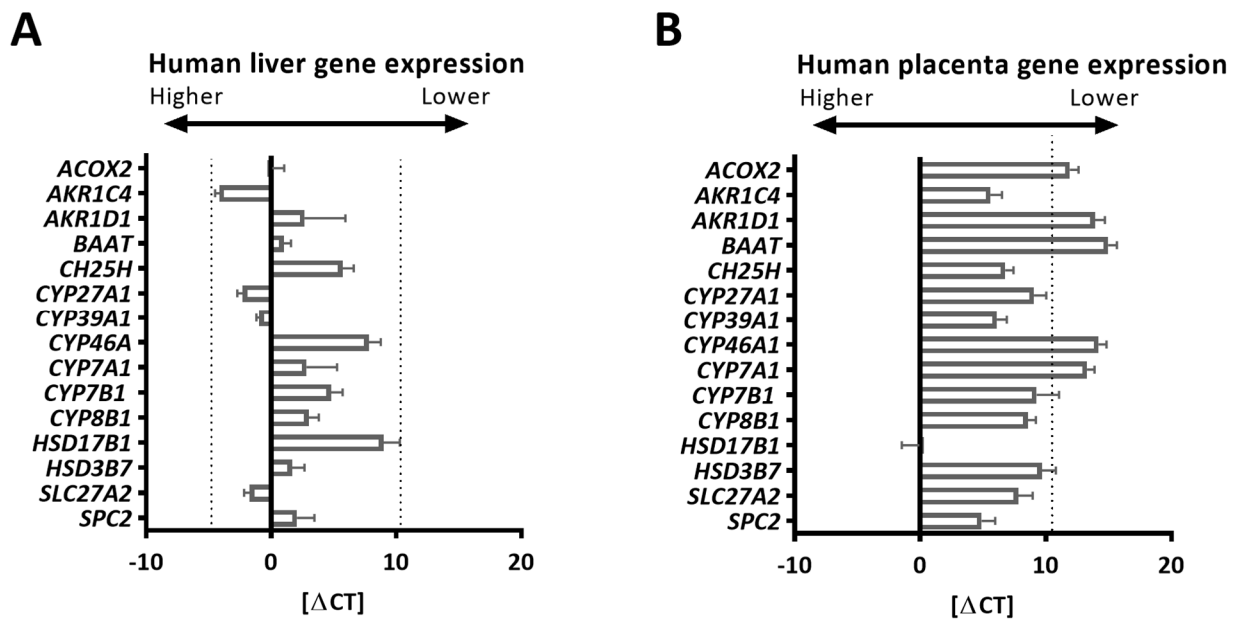 A
Human liver gene expression
Higher Lower
ACOX2
AKR1C4
AKR1D1
BAAT
CH25H
CYP27A1
CYP39A1
CYP46A
CYP7A1
CYP7B1
CYP8B1
HSD17B1
HSD3B7
SLC27A2
SPC2
-10 0 10 20
[ΔCT]
B
Human placenta gene expression
Higher Lower
ACOX2
AKR1C4
AKR1D1
BAAT
CH25H
CYP27A1
CYP39A1
CYP46A1
CYP7A1
CYP7B1
CYP8B1
HSD17B1
HSD3B7
SLC27A2
SPC2
-10 0 10 20
[ΔCT]